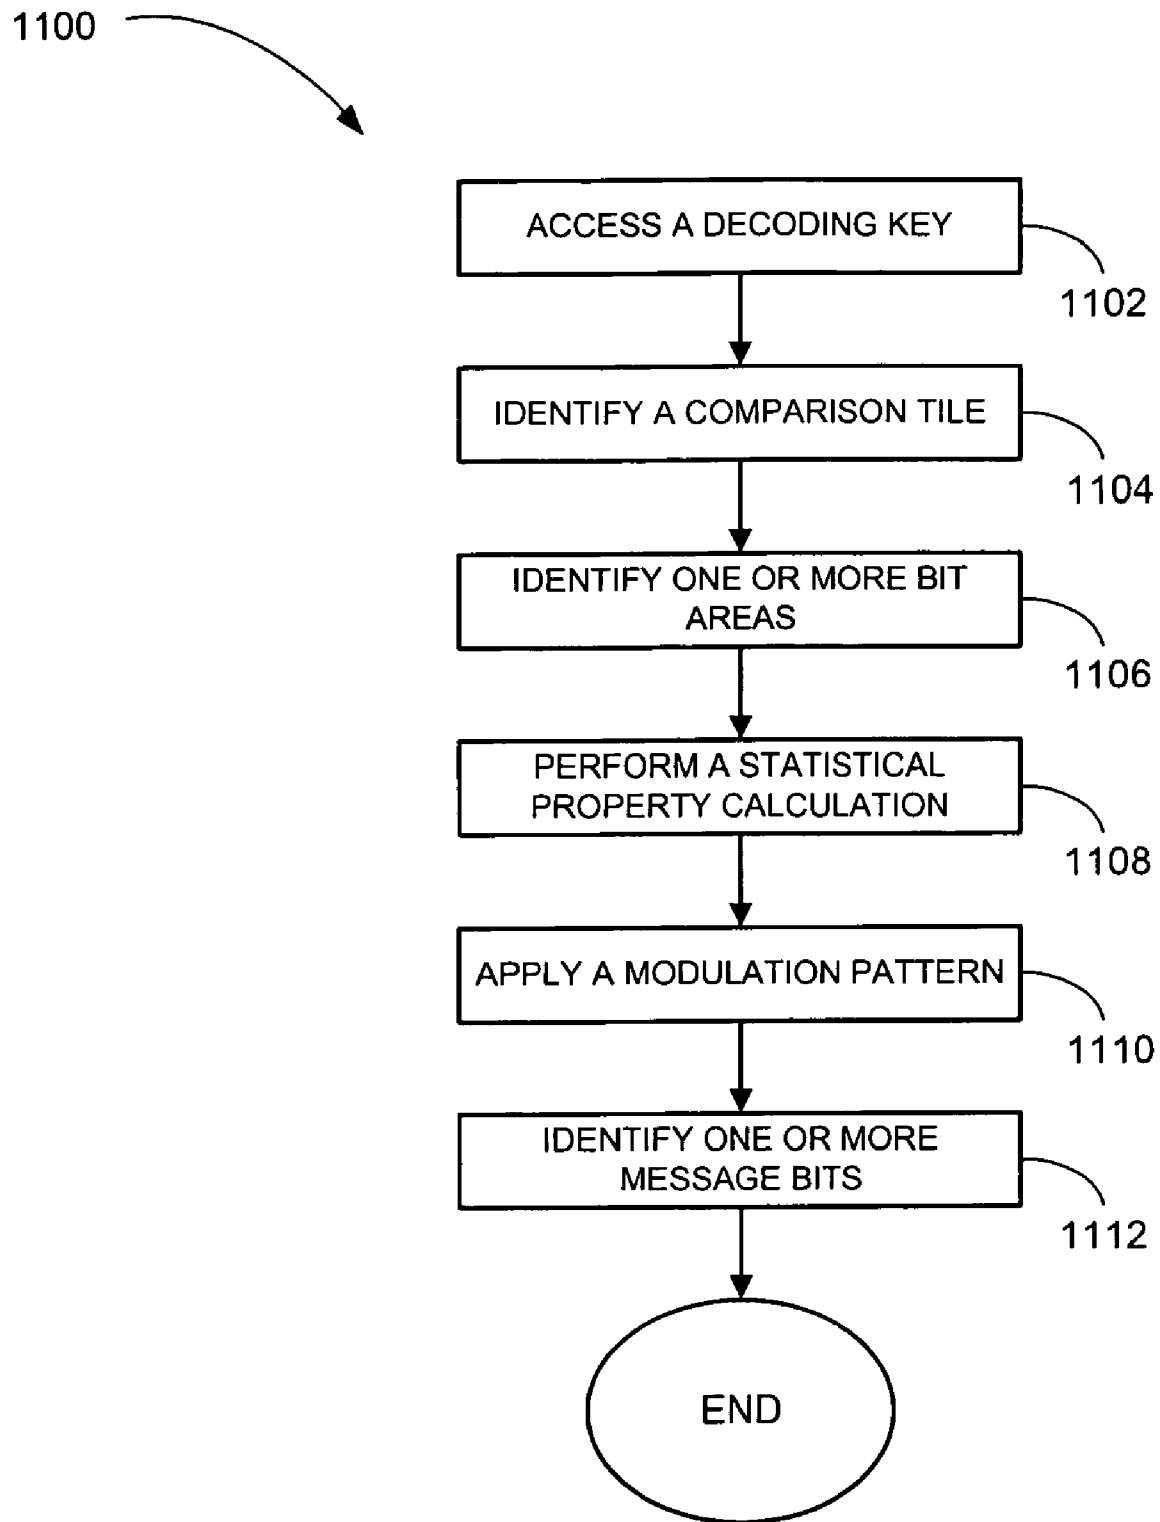 1100
ACCESS A DECODING KEY
1102
IDENTIFY A COMPARISON TILE
1104
IDENTIFY ONE OR MORE BIT
AREAS
1106
PERFORM A STATISTICAL
PROPERTY CALCULATION
1108
APPLY A MODULATION PATTERN
1110
IDENTIFY ONE OR MORE
MESSAGE BITS
1112
END